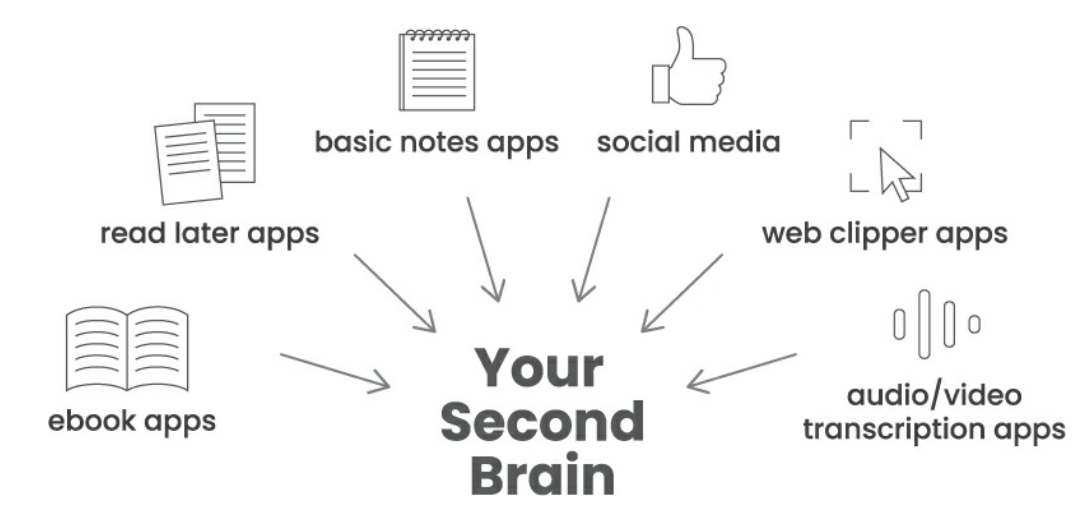 basic notes apps
social media
read later apps
web clipper apps
ebook apps
audio/video
transcription apps
Your
Second
Brain